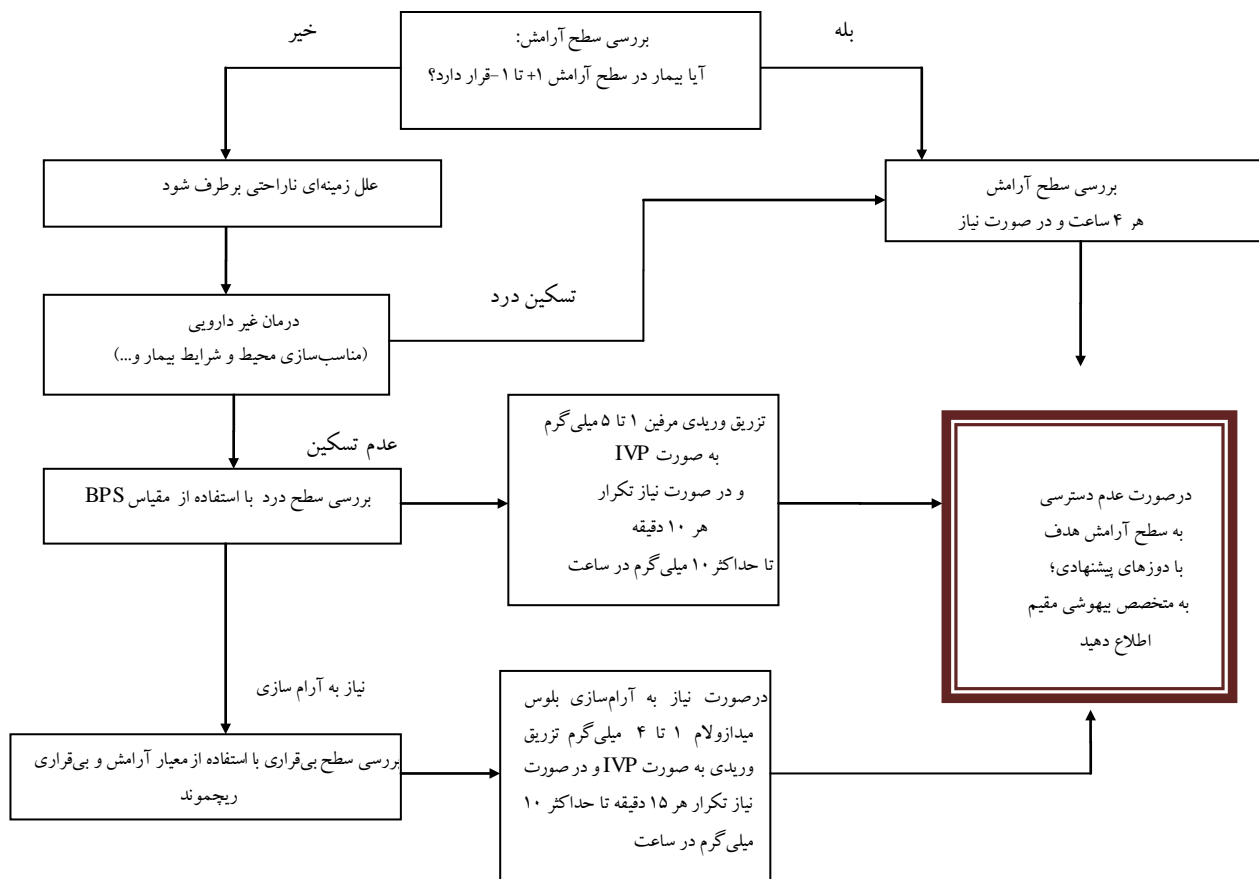 خیر
بررسی سطح آرامش:
آیا بیمار در سطح آرامش ۱+ تا ۱– قرار دارد؟
بله
علل زمینه‌ای ناراحتی برطرف شود
بررسی سطح آرامش
هر ۴ ساعت و در صورت نیاز
تسکین درد
درمان غیر دارویی
(مناسب‌سازی محیط و شرایط بیمار و...)
عدم تسکین
بررسی سطح درد با استفاده از مقیاس BPS
تزریق وریدی مرفین ۱ تا ۵ میلی‌گرم
به صورت IVP
و در صورت نیاز تکرار
هر ۱۰ دقیقه
تا حداکثر ۱۰ میلی‌گرم در ساعت
درصورت عدم دسترسی
به سطح آرامش هدف
با دوزهای پیشنهادی؛
به متخصص بیهوشی مقیم
اطلاع دهید
نیاز به آرام سازی
بررسی سطح بی‌قراری با استفاده از معیار آرامش و بی‌قراری
ریچموند
درصورت نیاز به آرام‌سازی بلوس
میدازولام ۱ تا ۴ میلی‌گرم تزریق
وریدی به صورت IVP و در صورت
نیاز تکرار هر ۱۵ دقیقه تا حداکثر ۱۰
میلی‌گرم در ساعت